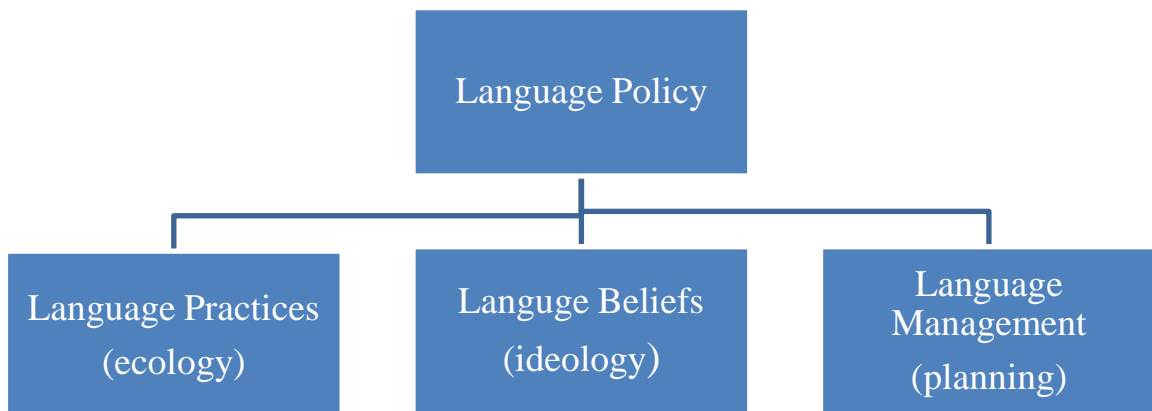 Language Policy
Language Practices
(ecology)
Languge Beliefs
(ideology)
Language
Management
(planning)